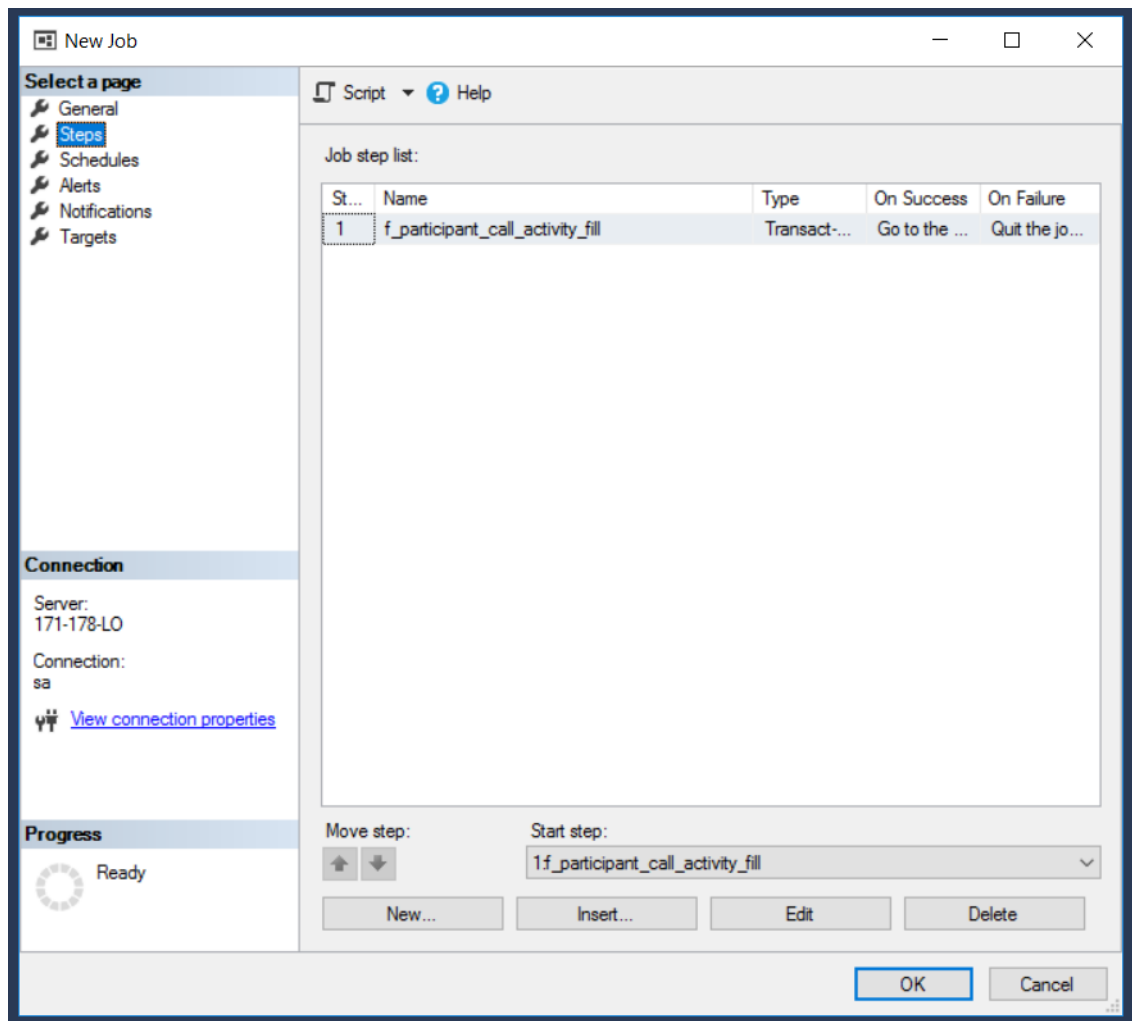 New Job
Select a page
General
Steps
Schedules
Alerts
Notifications
Targets
Connection
Server:
171-178-LO
Connection:
sa
View connection properties
Progress
Ready
Script Help
Job step list:
St... Name Type On Success On Failure
1 f_participant_call_activity_fill Transact-... Go to the ... Quit the jo...
Move step: Start step:
1:f_participant_call_activity_fill
New... Insert... Edit Delete
OK Cancel